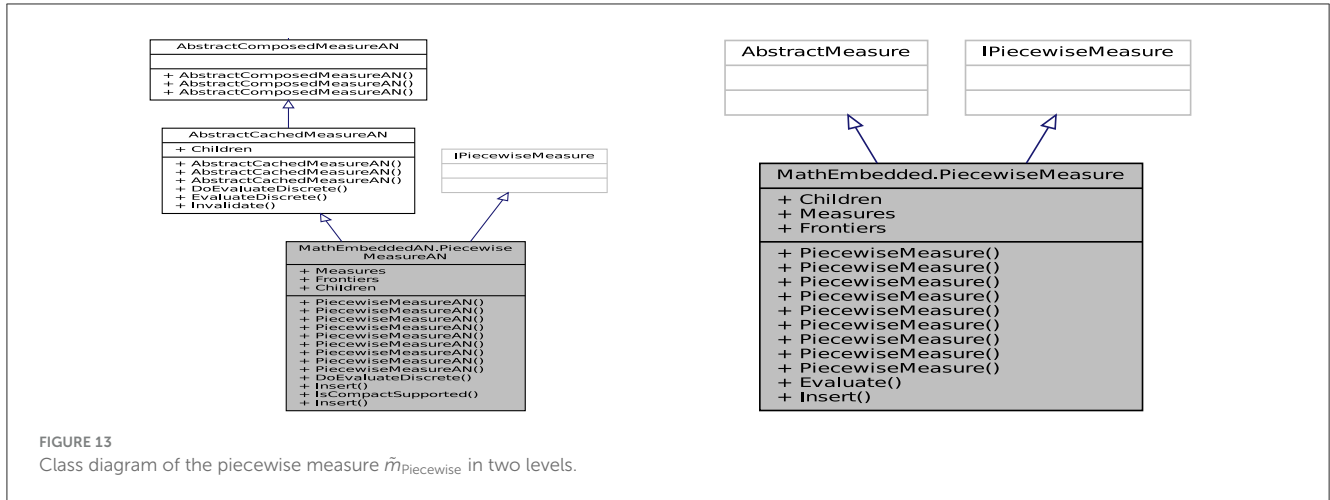 AbstractComposedMeasureAN
+ AbstractComposedMeasureAN()
+ AbstractComposedMeasureAN()
+ AbstractComposedMeasureAN()
AbstractCachedMeasureAN
+ Children
+ AbstractCachedMeasureAN()
+ AbstractCachedMeasureAN()
+ AbstractCachedMeasureAN()
+ DoEvaluateDiscrete()
+ EvaluateDiscrete()
+ Invalidate()
IPiecewiseMeasure
MathEmbeddedAN.Piecewise
MeasureAN
+ Measures
+ Frontiers
+ Children
+ PiecewiseMeasureAN()
+ PiecewiseMeasureAN()
+ PiecewiseMeasureAN()
+ PiecewiseMeasureAN()
+ PiecewiseMeasureAN()
+ PiecewiseMeasureAN()
+ PiecewiseMeasureAN()
+ PiecewiseMeasureAN()
+ PiecewiseMeasureAN()
+ DoEvaluateDiscrete()
+ Insert()
+ IsCompactSupported()
+ Insert()
AbstractMeasure
IPiecewiseMeasure
MathEmbedded.PiecewiseMeasure
+ Children
+ Measures
+ Frontiers
+ PiecewiseMeasure()
+ PiecewiseMeasure()
+ PiecewiseMeasure()
+ PiecewiseMeasure()
+ PiecewiseMeasure()
+ PiecewiseMeasure()
+ PiecewiseMeasure()
+ PiecewiseMeasure()
+ PiecewiseMeasure()
+ Evaluate()
+ Insert()
FIGURE 13
Class diagram of the piecewise measure m̃Piecewise in two levels.